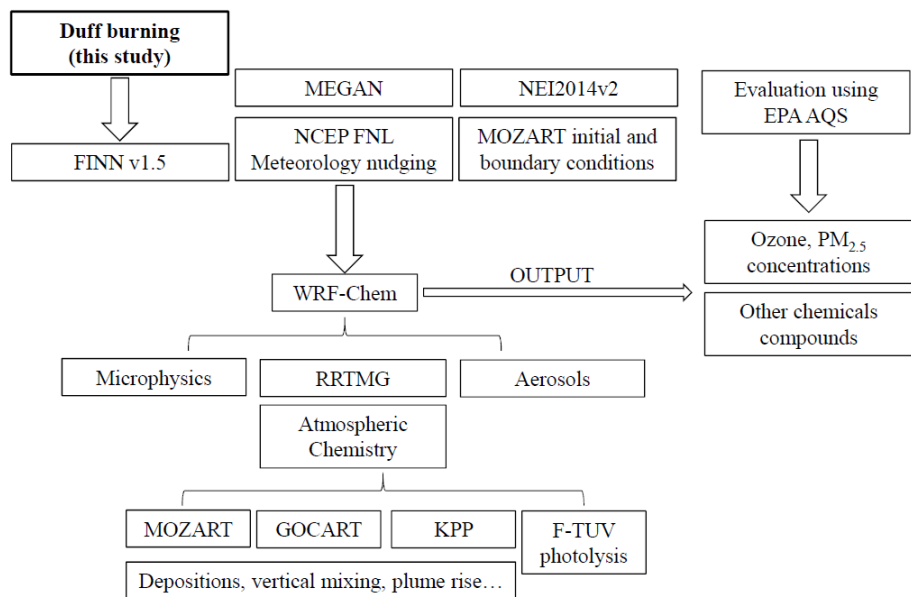 Duff burning
(this study)
MEGAN
NEI2014v2
Evaluation using
EPA AQS
FINN v1.5
NCEP FNL
Meteorology nudging
MOZART initial and
boundary conditions
Ozone, PM2.5
concentrations
WRF-Chem
OUTPUT
Other chemicals
compounds
Microphysics
RRTMG
Aerosols
Atmospheric
Chemistry
MOZART
GOCART
KPP
F-TUV
photolysis
Depositions, vertical mixing, plume rise…